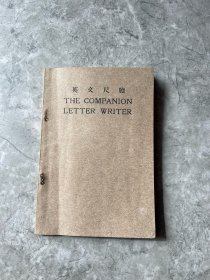 英文尺牘
THE COMPANION
LETTER WRITER